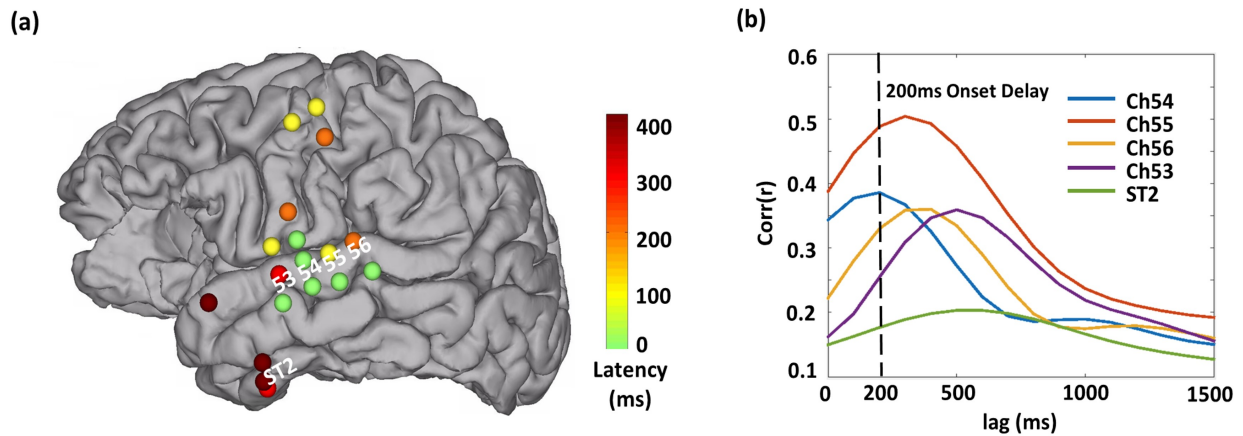 (a)
53 54 55 56
ST2
400
300
200
100
0
Latency
(ms)
(b)
0.6
0.5
0.4
0.3
0.2
0.1
Corr(r)
200ms Onset Delay
Ch54
Ch55
Ch56
Ch53
ST2
0 200 500 1000 1500
lag (ms)